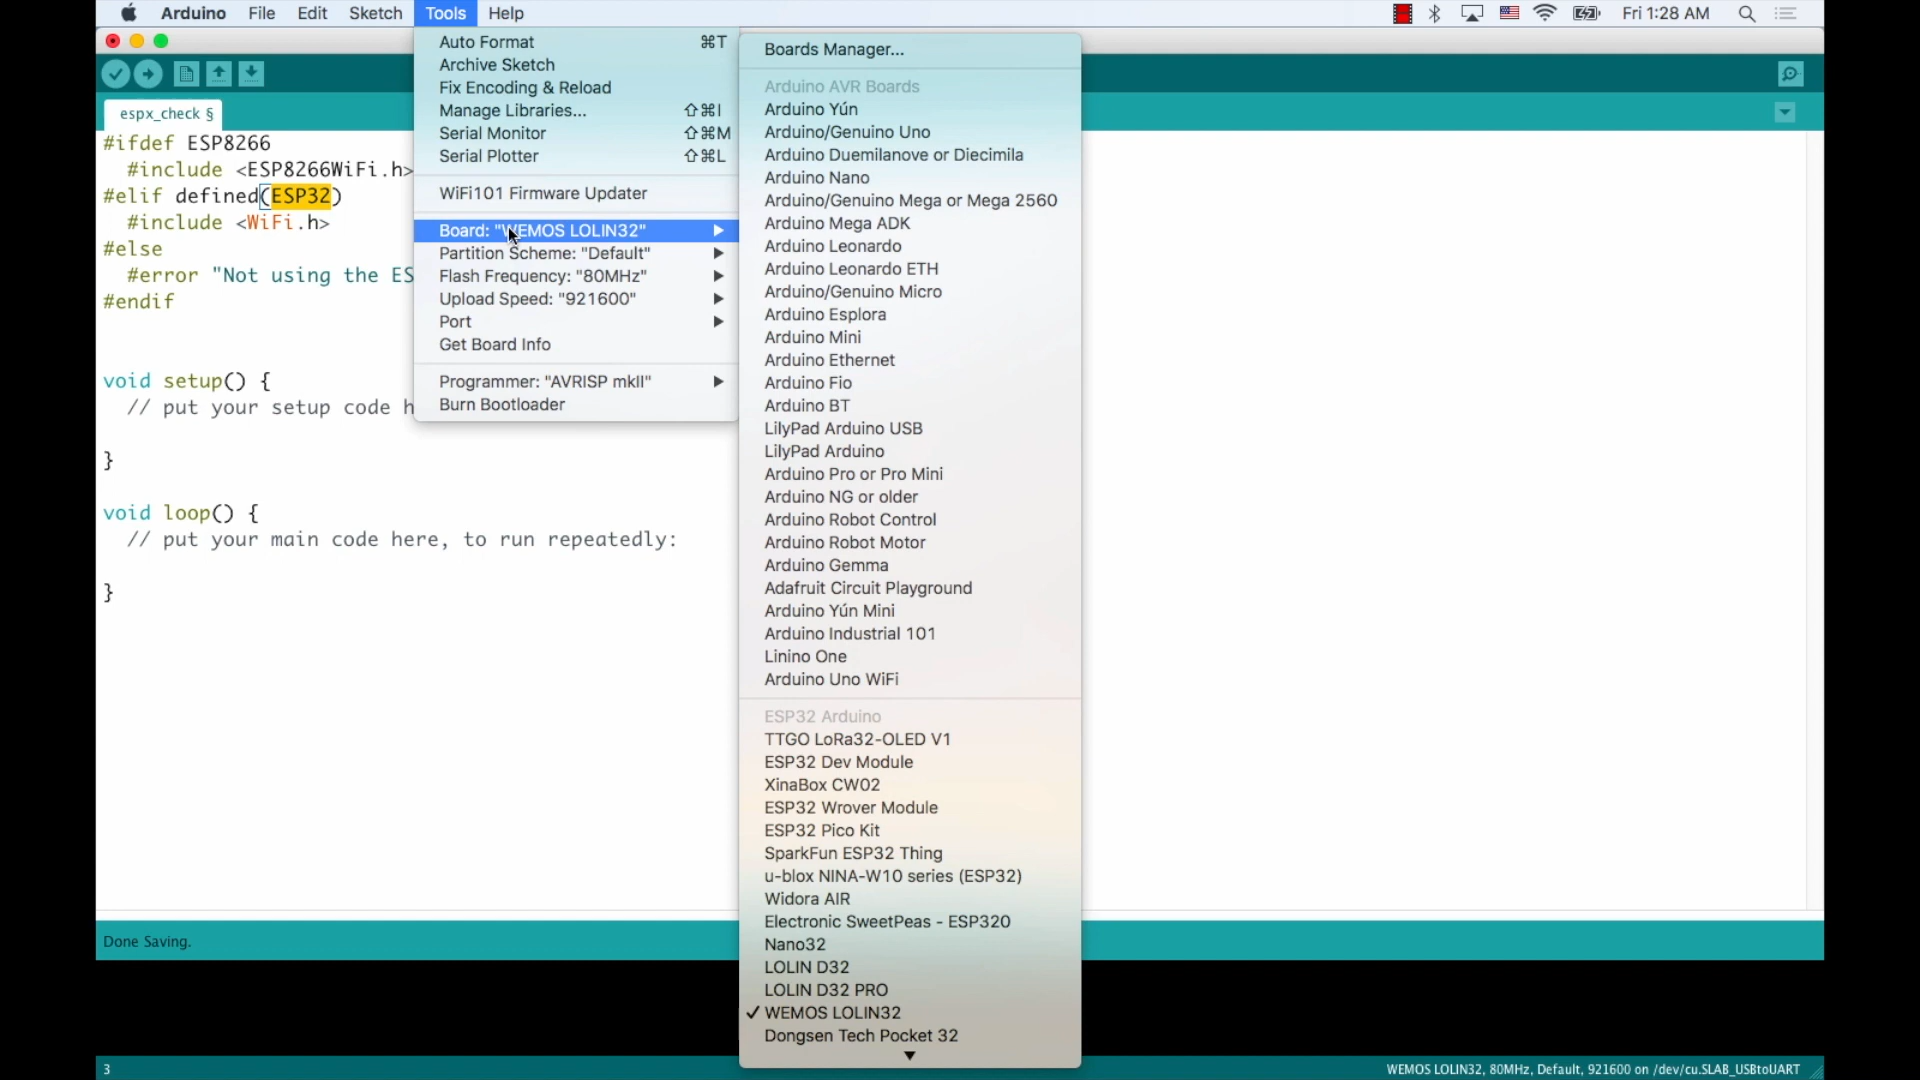 Arduino File Edit Sketch Tools Help Fri 1:28 AM
espx_check §
#ifdef ESP8266
#include <ESP8266WiFi.h>
#elif defined(ESP32)
#include <WiFi.h>
#else
#error "Not using the ES
#endif
void setup() {
// put your setup code h
}
void loop() {
// put your main code here, to run repeatedly:
}
Auto Format ⌘T
Archive Sketch
Fix Encoding & Reload
Manage Libraries... ⇧⌘I
Serial Monitor ⇧⌘M
Serial Plotter ⇧⌘L
WiFi101 Firmware Updater
Board: "WEMOS LOLIN32"
Partition Scheme: "Default"
Flash Frequency: "80MHz"
Upload Speed: "921600"
Port
Get Board Info
Programmer: "AVRISP mkII"
Burn Bootloader
Boards Manager...
Arduino AVR Boards
Arduino Yún
Arduino/Genuino Uno
Arduino Duemilanove or Diecimila
Arduino Nano
Arduino/Genuino Mega or Mega 2560
Arduino Mega ADK
Arduino Leonardo
Arduino Leonardo ETH
Arduino/Genuino Micro
Arduino Esplora
Arduino Mini
Arduino Ethernet
Arduino Fio
Arduino BT
LilyPad Arduino USB
LilyPad Arduino
Arduino Pro or Pro Mini
Arduino NG or older
Arduino Robot Control
Arduino Robot Motor
Arduino Gemma
Adafruit Circuit Playground
Arduino Yún Mini
Arduino Industrial 101
Linino One
Arduino Uno WiFi
ESP32 Arduino
TTGO LoRa32-OLED V1
ESP32 Dev Module
XinaBox CW02
ESP32 Wrover Module
ESP32 Pico Kit
SparkFun ESP32 Thing
u-blox NINA-W10 series (ESP32)
Widora AIR
Electronic SweetPeas - ESP320
Nano32
LOLIN D32
LOLIN D32 PRO
✓ WEMOS LOLIN32
Dongsen Tech Pocket 32
Done Saving.
3 WEMOS LOLIN32, 80MHz, Default, 921600 on /dev/cu.SLAB_USBtoUART